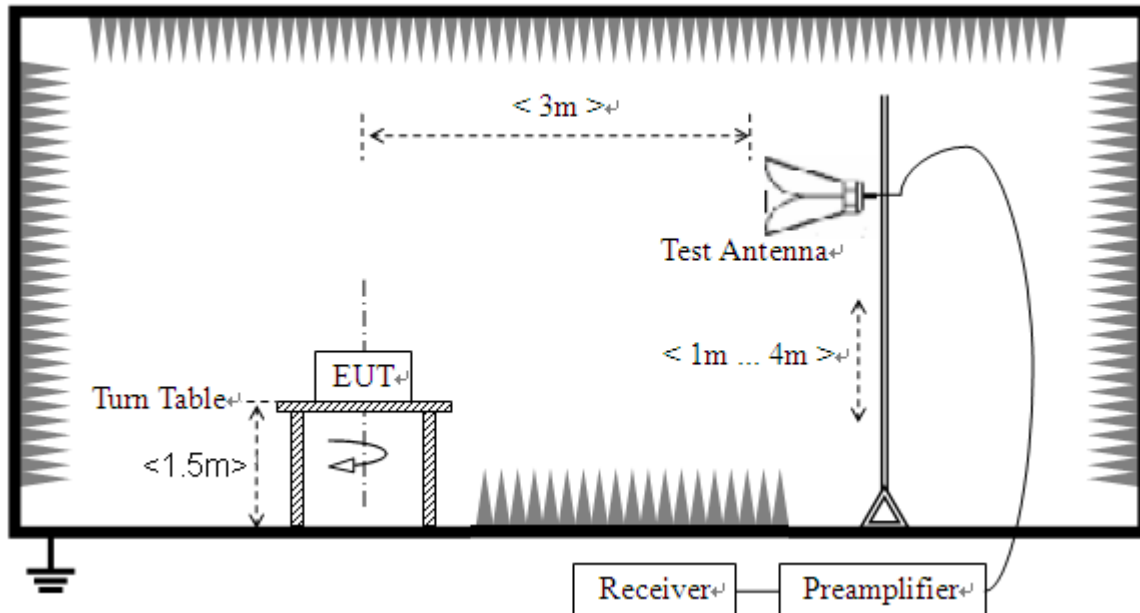 < 3m >↵
Test Antenna↵
< 1m ... 4m >↵
EUT↵
Turn Table↵
<1.5m>
Receiver↵
Preamplifier↵